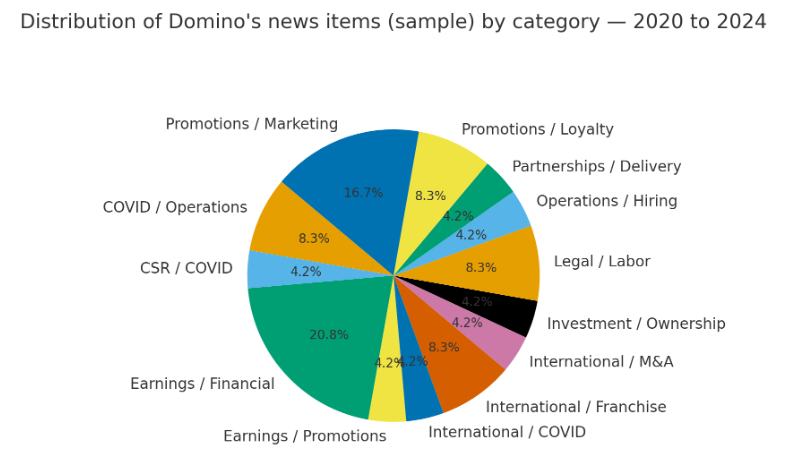 Distribution of Domino's news items (sample) by category — 2020 to 2024
Promotions / Marketing
Promotions / Loyalty
Partnerships / Delivery
Operations / Hiring
COVID / Operations
Legal / Labor
CSR / COVID
Investment / Ownership
International / M&A
Earnings / Financial
International / Franchise
International / COVID
Earnings / Promotions
16.7%
8.3%
4.2%
4.2%
8.3%
8.3%
4.2%
4.2%
4.2%
20.8%
8.3%
4.2%
4.2%